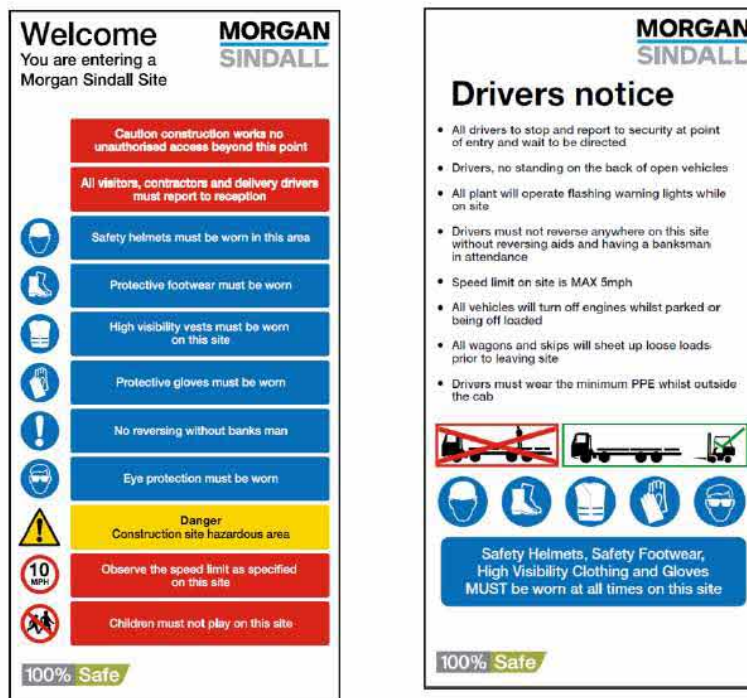 Welcome
You are entering a
Morgan Sindall Site
MORGAN
SINDALL
Caution construction works no
unauthorised access beyond this point
All visitors, contractors and delivery drivers
must report to reception
Safety helmets must be worn in this area
Protective footwear must be worn
High visibility vests must be worn
on this site
Protective gloves must be worn
No reversing without banks man
Eye protection must be worn
Danger
Construction site hazardous area
10
MPH
Observe the speed limit as specified
on this site
Children must not play on this site
100% Safe
MORGAN
SINDALL
Drivers notice
• All drivers to stop and report to security at point
of entry and wait to be directed
• Drivers, no standing on the back of open vehicles
• All plant will operate flashing warning lights while
on site
• Drivers must not reverse anywhere on this site
without reversing aids and having a banksman
in attendance
• Speed limit on site is MAX 5mph
• All vehicles will turn off engines whilst parked or
being off loaded
• All wagons and skips will sheet up loose loads
prior to leaving site
• Drivers must wear the minimum PPE whilst outside
the cab
Safety Helmets, Safety Footwear,
High Visibility Clothing and Gloves
MUST be worn at all times on this site
100% Safe